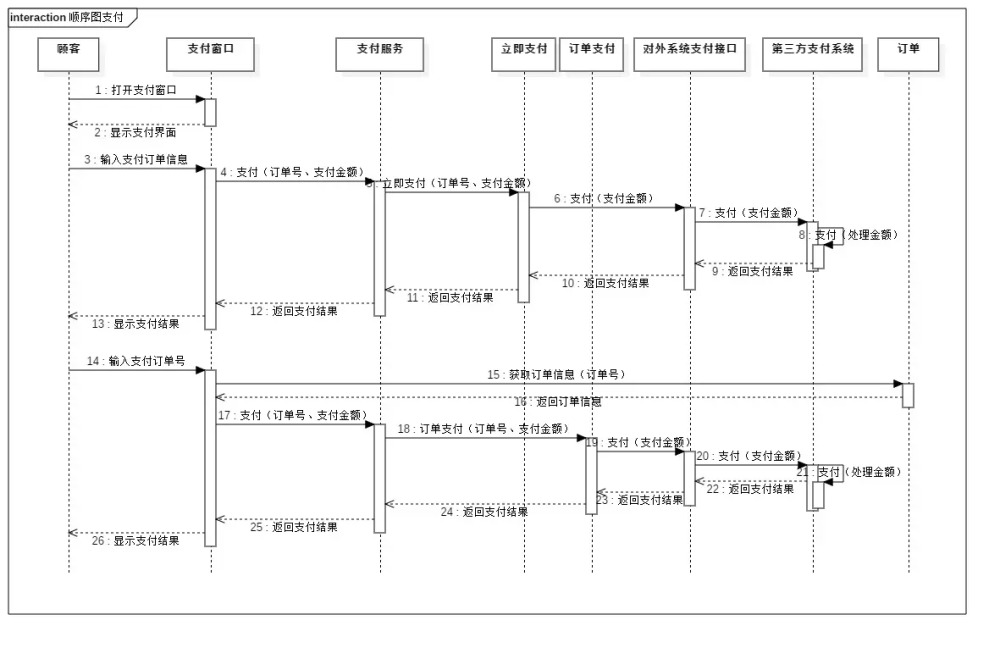 interaction 顺序图支付
顾客
支付窗口
支付服务
立即支付
订单支付
对外系统支付接口
第三方支付系统
订单
1 : 打开支付窗口
2 : 显示支付界面
3 : 输入支付订单信息
4 : 支付（订单号、支付金额）
5 : 立即支付（订单号、支付金额）
6 : 支付（支付金额）
7 : 支付（支付金额）
8 : 支付（处理金额）
9 : 返回支付结果
10 : 返回支付结果
11 : 返回支付结果
12 : 返回支付结果
13 : 显示支付结果
14 : 输入支付订单号
15 : 获取订单信息（订单号）
16 : 返回订单信息
17 : 支付（订单号、支付金额）
18 : 订单支付（订单号、支付金额）
19 : 支付（支付金额）
20 : 支付（支付金额）
21 : 支付（处理金额）
22 : 返回支付结果
23 : 返回支付结果
24 : 返回支付结果
25 : 返回支付结果
26 : 显示支付结果